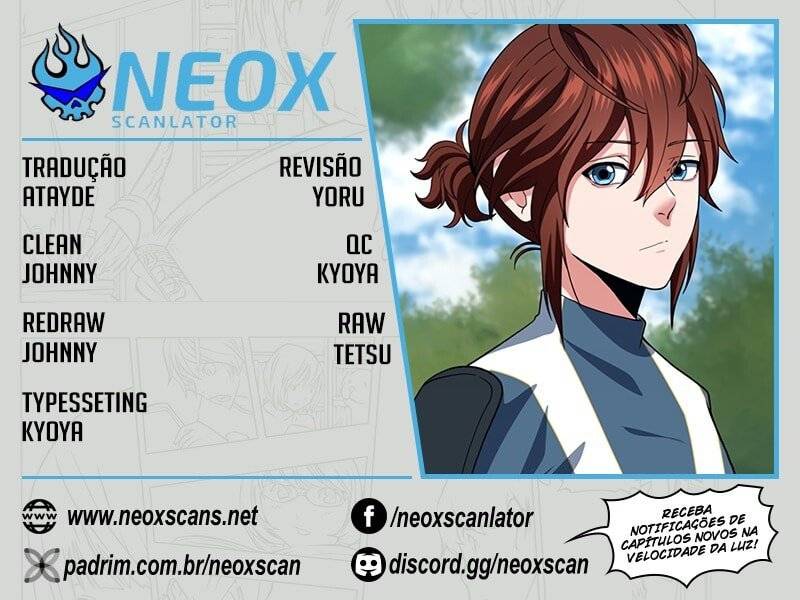 NEOX
SCANLATOR
TRADUÇÃO
ATAYDE
REVISÃO
YORU
CLEAN
JOHNNY
QC
KYOYA
REDRAW
JOHNNY
RAW
TETSU
TYPESSETING
KYOYA
www
www.neoxscans.net
/neoxscanlator
padrim.com.br/neoxscan
discord.gg/neoxscan
RECEBA
NOTIFICAÇÕES DE
CAPÍTULOS NOVOS NA
VELOCIDADE DA LUZ!